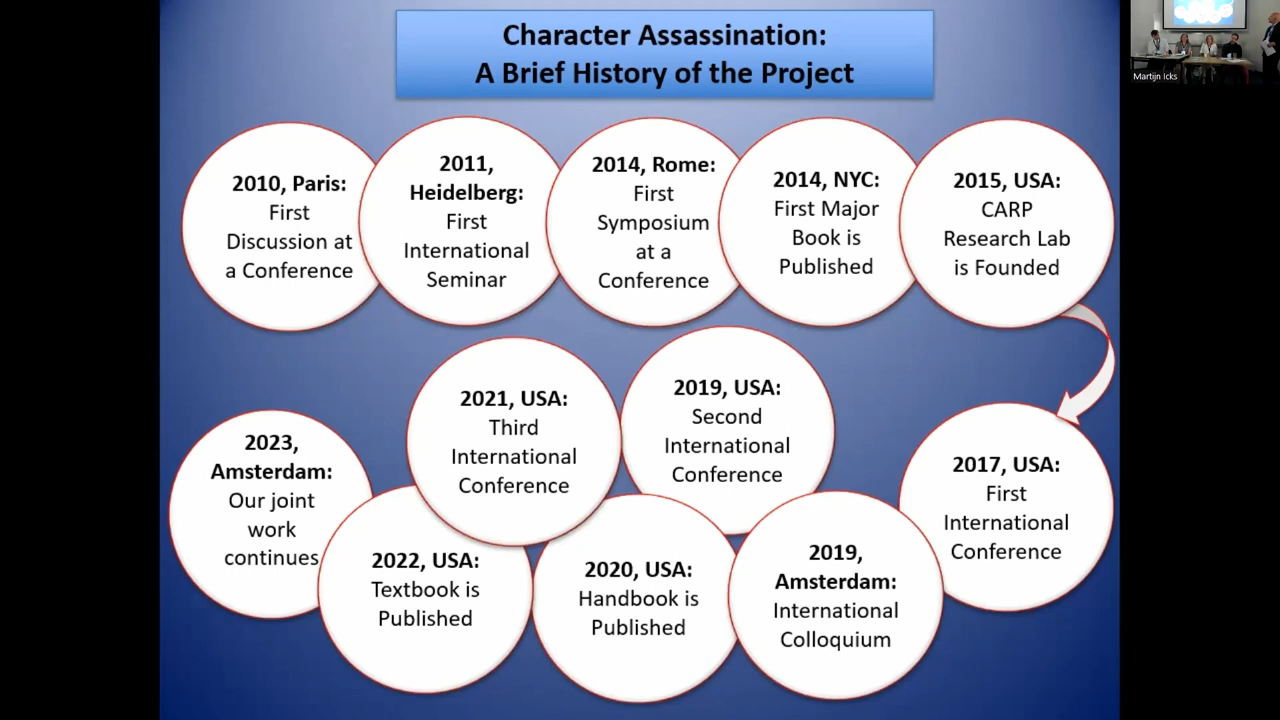 Character Assassination:
A Brief History of the Project
2010, Paris:
First
Discussion at
a Conference
2011,
Heidelberg:
First
International
Seminar
2014, Rome:
First
Symposium
at a
Conference
2014, NYC:
First Major
Book is
Published
2015, USA:
CARP
Research Lab
is Founded
2017, USA:
First
International
Conference
2019,
Amsterdam:
International
Colloquium
2019, USA:
Second
International
Conference
2020, USA:
Handbook is
Published
2021, USA:
Third
International
Conference
2022, USA:
Textbook is
Published
2023,
Amsterdam:
Our joint
work
continues
Martijn Icks